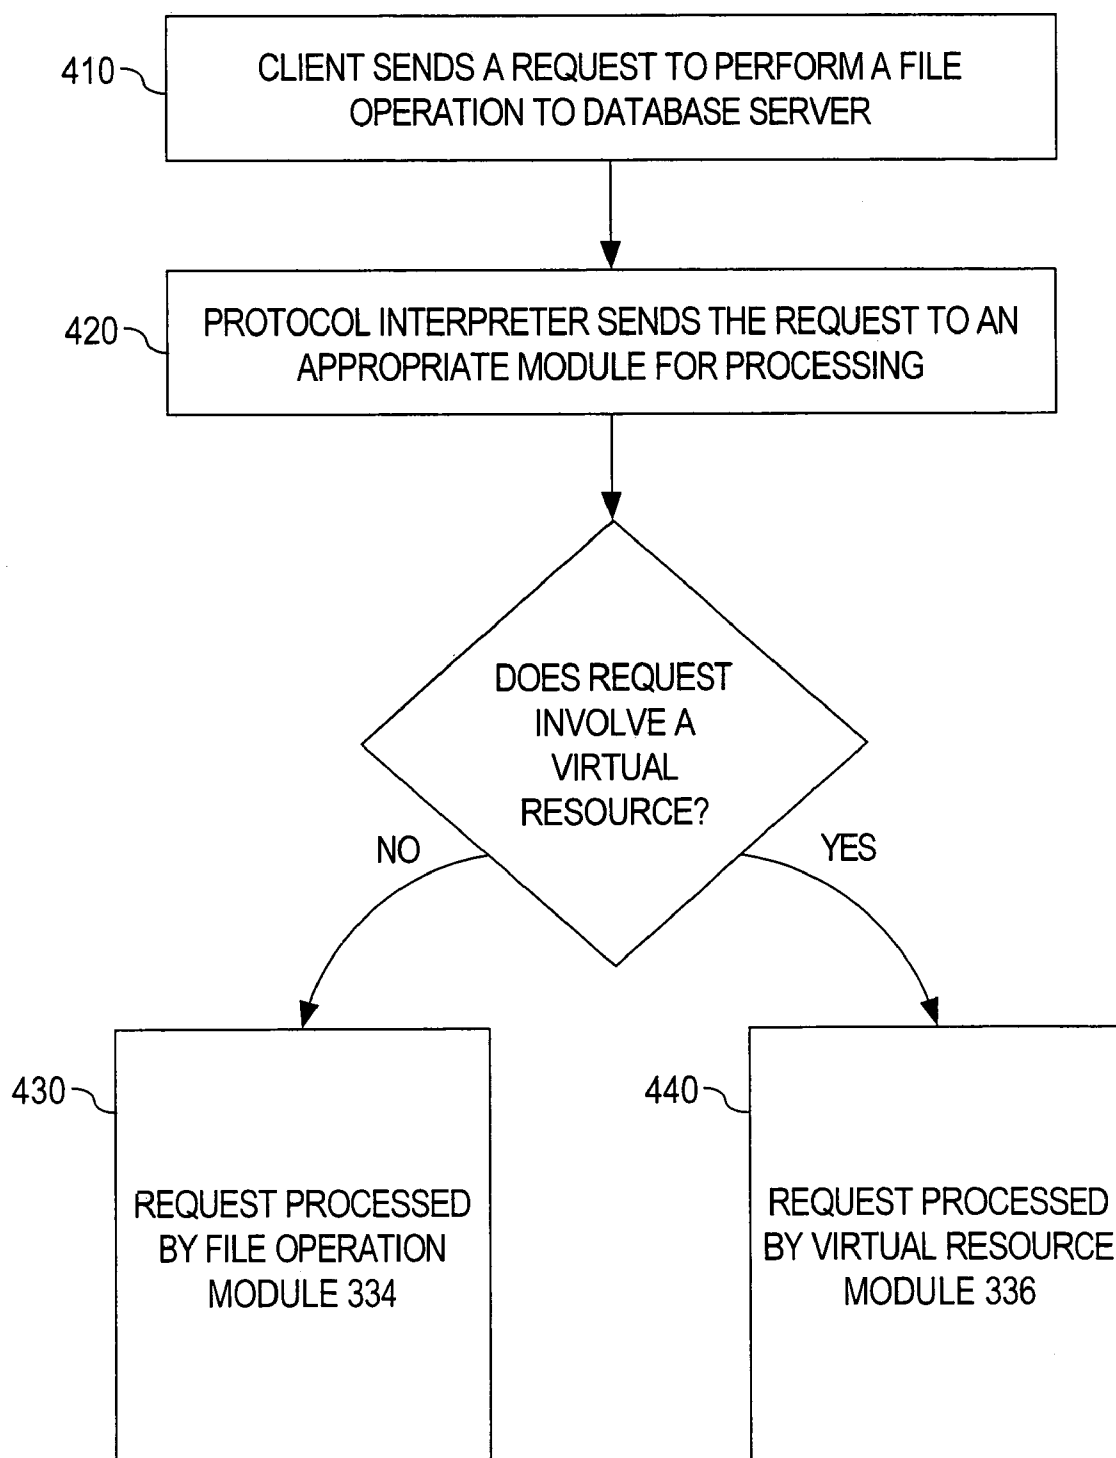 410
CLIENT SENDS A REQUEST TO PERFORM A FILE
OPERATION TO DATABASE SERVER
420
PROTOCOL INTERPRETER SENDS THE REQUEST TO AN
APPROPRIATE MODULE FOR PROCESSING
DOES REQUEST
INVOLVE A
VIRTUAL
RESOURCE?
NO
YES
430
REQUEST PROCESSED
BY FILE OPERATION
MODULE 334
440
REQUEST PROCESSED
BY VIRTUAL RESOURCE
MODULE 336